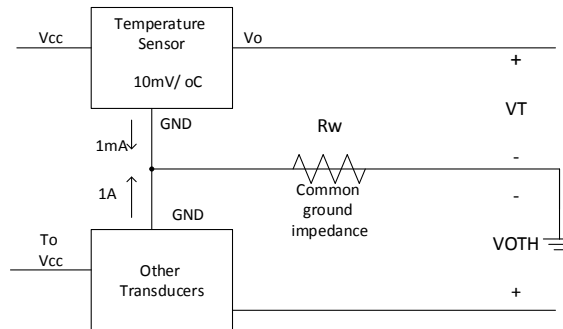 Temperature
Sensor
10mV/ oC
Vcc
Vo
+
VT
-
GND
1mA
Rw
Common
ground
impedance
1A
GND
-
VOTH
+
To
Vcc
Other
Transducers